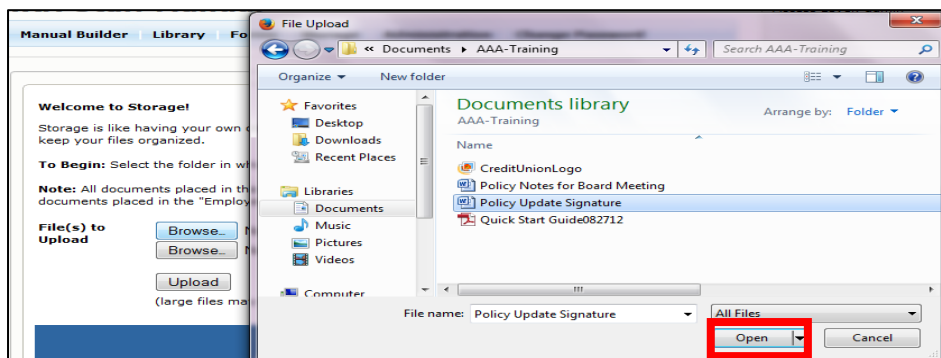 File Upload
Manual Builder Library Fo
« Documents AAA-Training
Search AAA-Training
Organize New folder
Welcome to Storage!
Storage is like having your own
keep your files organized.
To Begin: Select the folder in wh
Note: All documents placed in th
documents placed in the "Employ
File(s) to Upload
Browse...
Browse...
Upload
(large files ma
Favorites
Desktop
Downloads
Recent Places
Libraries
Documents
Music
Pictures
Videos
Computer
Documents library
AAA-Training
Arrange by: Folder
Name
CreditUnionLogo
Policy Notes for Board Meeting
Policy Update Signature
Quick Start Guide082712
File name: Policy Update Signature
All Files
Open
Cancel